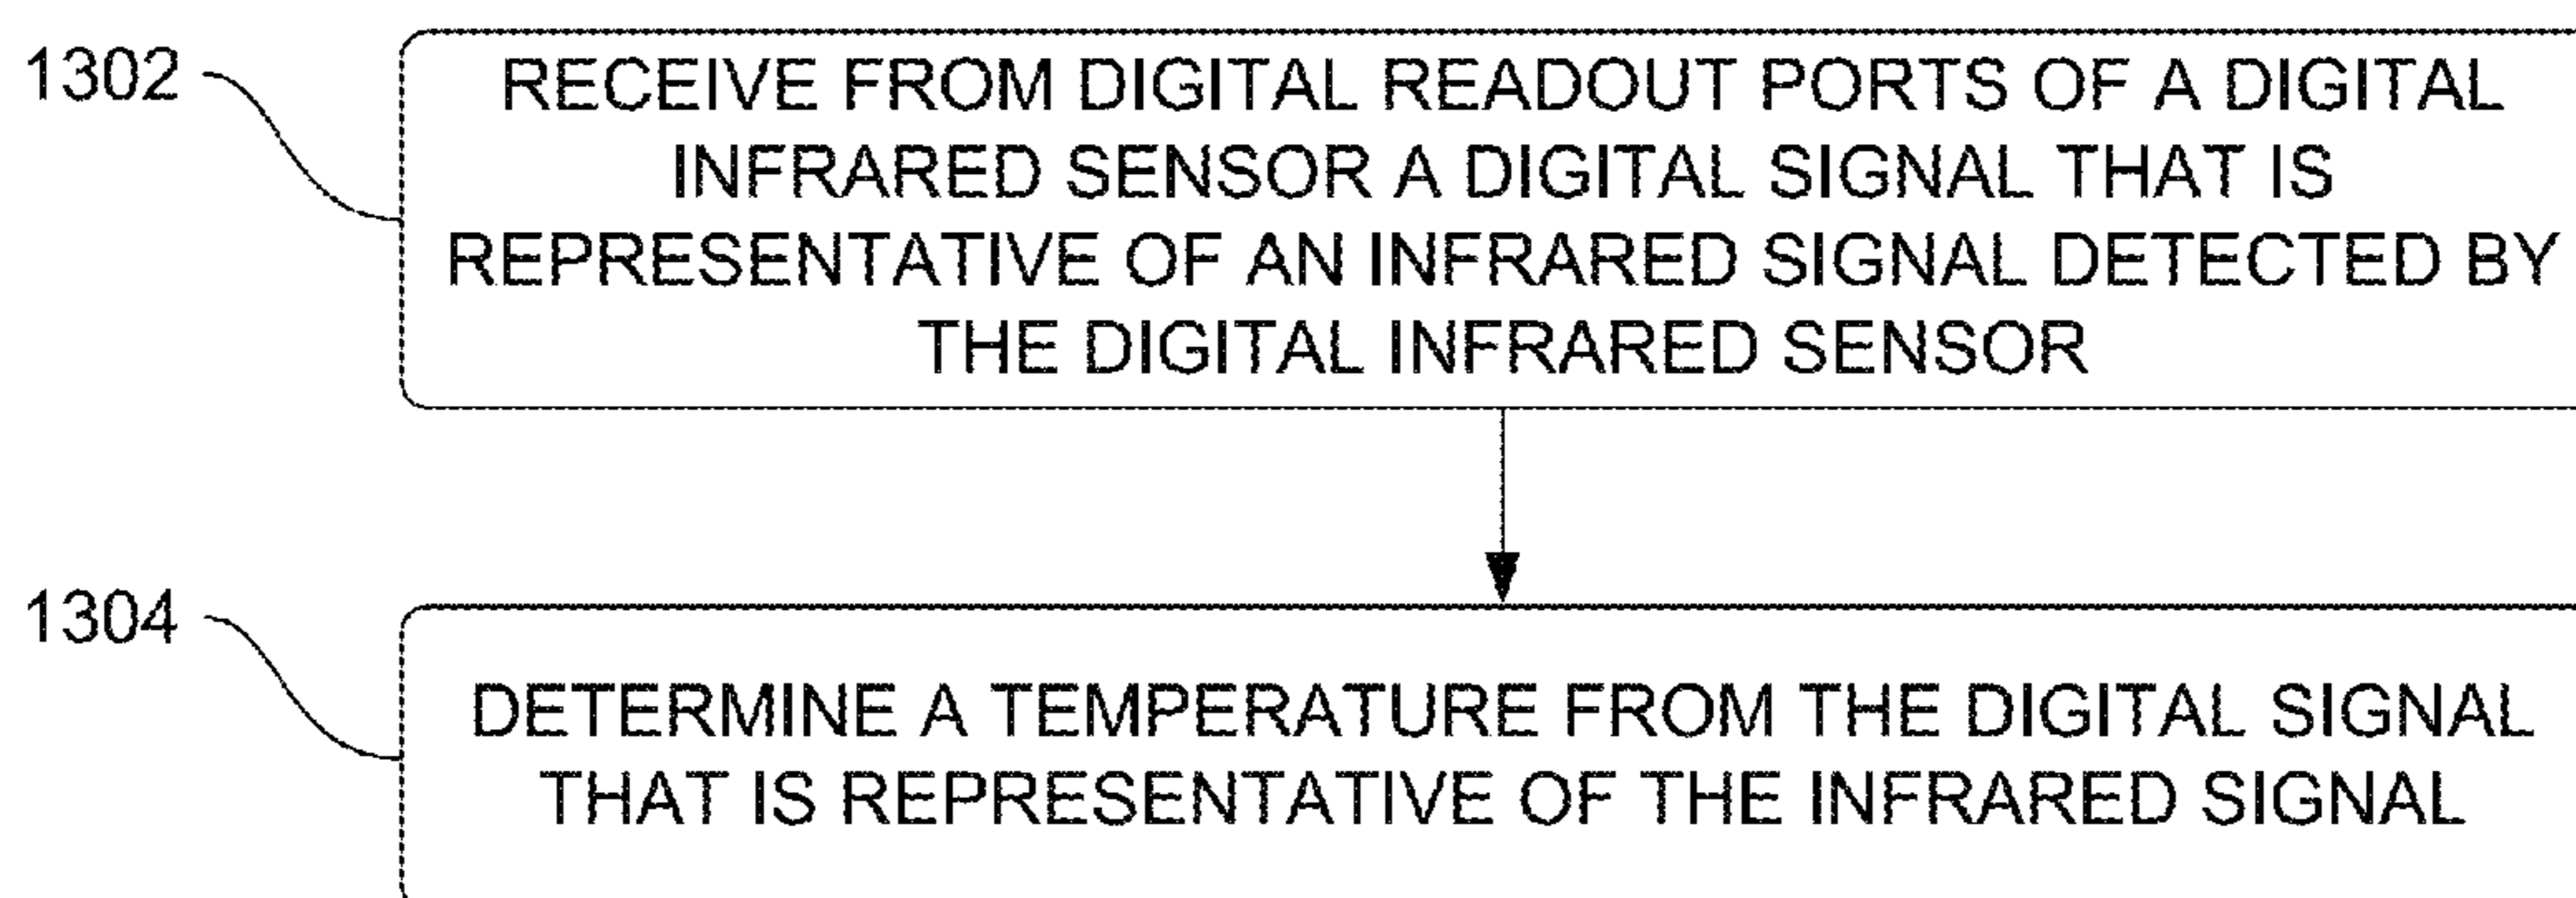 1302
RECEIVE FROM DIGITAL READOUT PORTS OF A DIGITAL
INFRARED SENSOR A DIGITAL SIGNAL THAT IS
REPRESENTATIVE OF AN INFRARED SIGNAL DETECTED BY
THE DIGITAL INFRARED SENSOR
1304
DETERMINE A TEMPERATURE FROM THE DIGITAL SIGNAL
THAT IS REPRESENTATIVE OF THE INFRARED SIGNAL